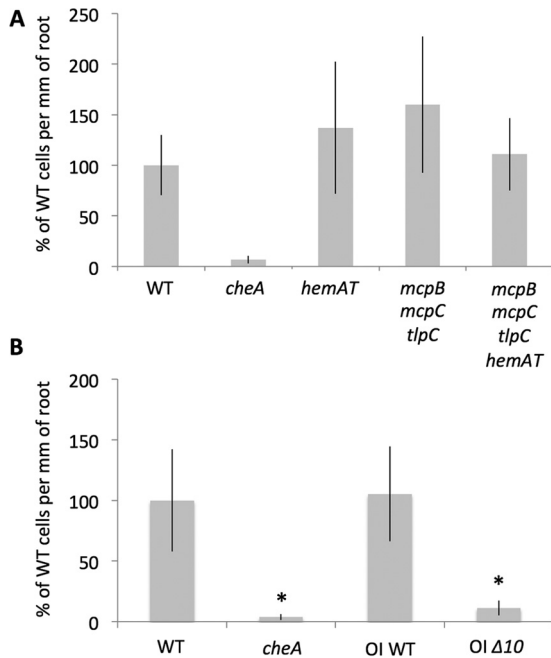 A
% of WT cells per mm of root
250
200
150
100
50
0
WT cheA hemAT mcpB mcpB
mcpC mcpC
tlpC tlpC
hemAT
B
% of WT cells per mm of root
200
150
100
50
0
* *
WT cheA OI WT OI Δ10